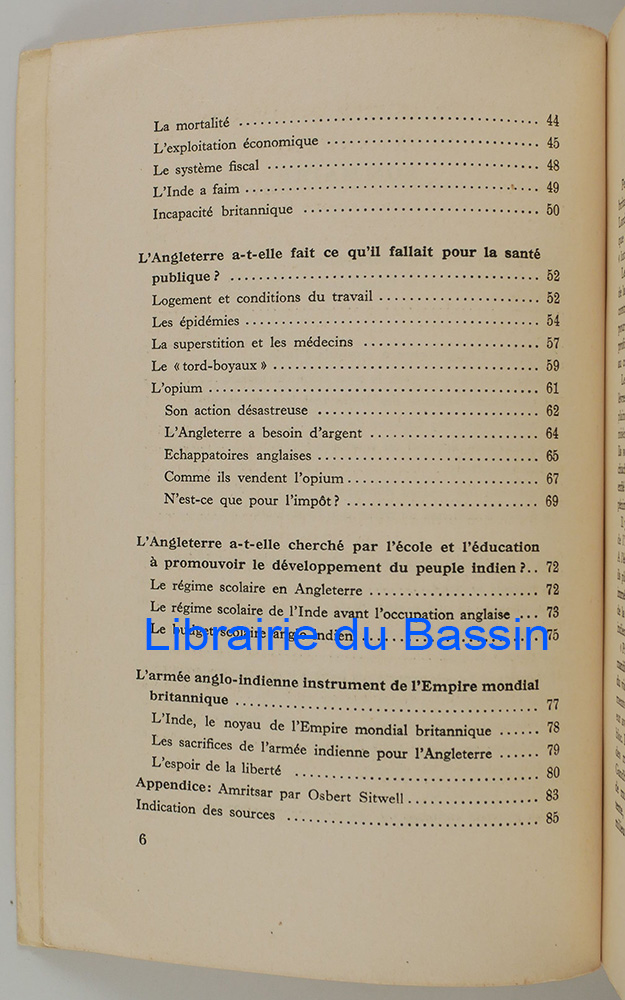 La mortalité ........................................ 44
L'exploitation économique .............................. 45
Le système fiscal ...................................... 48
L'Inde a faim ......................................... 49
Incapacité britannique ................................. 50
L'Angleterre a-t-elle fait ce qu'il fallait pour la santé
publique ? ........................................... 52
Logement et conditions du travail ....................... 52
Les épidémies ......................................... 54
La superstition et les médecins ......................... 57
Le « tord-boyaux » ..................................... 59
L'opium .............................................. 61
Son action désastreuse ............................... 62
L'Angleterre a besoin d'argent ........................ 64
Echappatoires anglaises ............................... 65
Comme ils vendent l'opium ........................... 67
N'est-ce que pour l'impôt ? ........................... 69
L'Angleterre a-t-elle cherché par l'école et l'éducation
à promouvoir le développement du peuple indien ? .. 72
Le régime scolaire en Angleterre ........................ 72
Le régime scolaire de l'Inde avant l'occupation anglaise ... 73
Le budget scolaire anglo-indien ......................... 75
Librairie du Bassin
L'armée anglo-indienne instrument de l'Empire mondial
britannique .......................................... 77
L'Inde, le noyau de l'Empire mondial britannique ...... 78
Les sacrifices de l'armée indienne pour l'Angleterre ...... 79
L'espoir de la liberté .................................. 80
Appendice: Amritsar par Osbert Sitwell ................... 83
Indication des sources ................................... 85
6